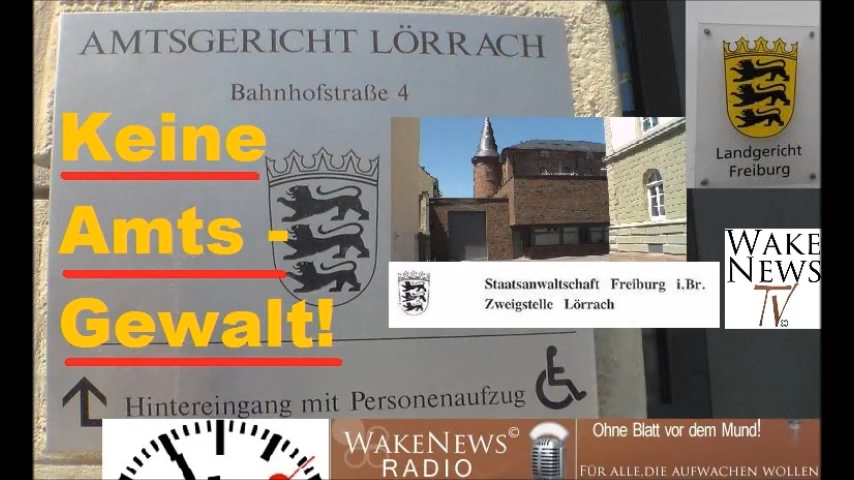 AMTSGERICHT LÖRRACH
Bahnhofstraße 4
Keine
Amts -
Gewalt!
Hintereingang mit Personenaufzug
Landgericht
Freiburg
Staatsanwaltschaft Freiburg i.Br.
Zweigstelle Lörrach
WAKE
NEWS
TV©
WAKENEWS©
RADIO
Ohne Blatt vor dem Mund!
FÜR ALLE,DIE AUFWACHEN WOLLEN